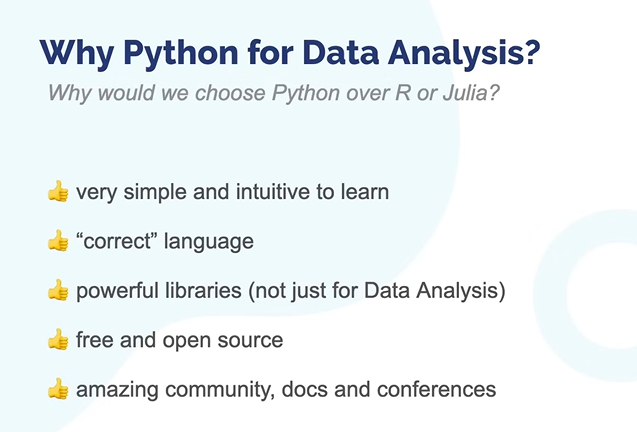 Why Python for Data Analysis?
Why would we choose Python over R or Julia?
👍 very simple and intuitive to learn
👍 “correct” language
👍 powerful libraries (not just for Data Analysis)
👍 free and open source
👍 amazing community, docs and conferences